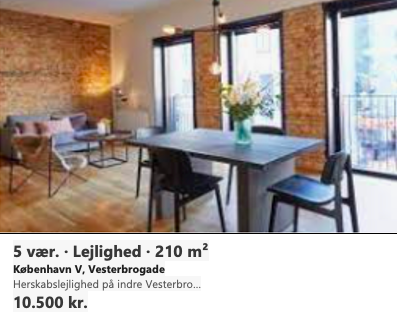 5 vær. · Lejlighed · 210 m²
København V, Vesterbrogade
Herskabslejlighed på indre Vesterbro...
10.500 kr.